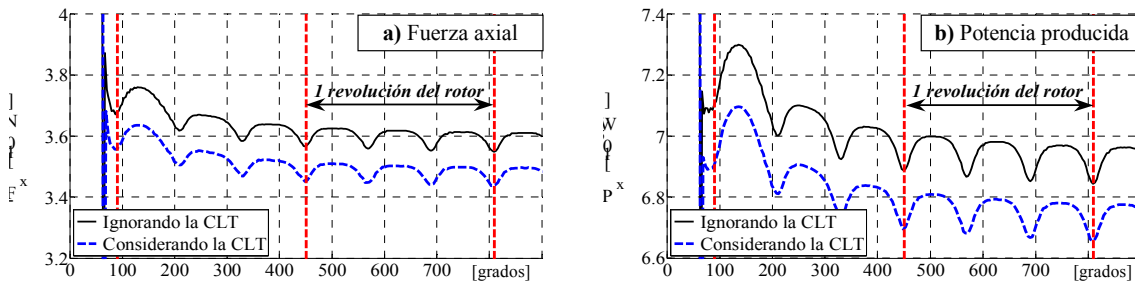 a) Fuerza axial
4
3.8
3.6
3.4
3.2
0 100 200 300 400 500 600 700 [grados]
1 revolución del rotor
Ignorando la CLT
Considerando la CLT
b) Potencia producida
7.4
7.2
7
6.8
6.6
0 100 200 300 400 500 600 700 [grados]
1 revolución del rotor
Ignorando la CLT
Considerando la CLT